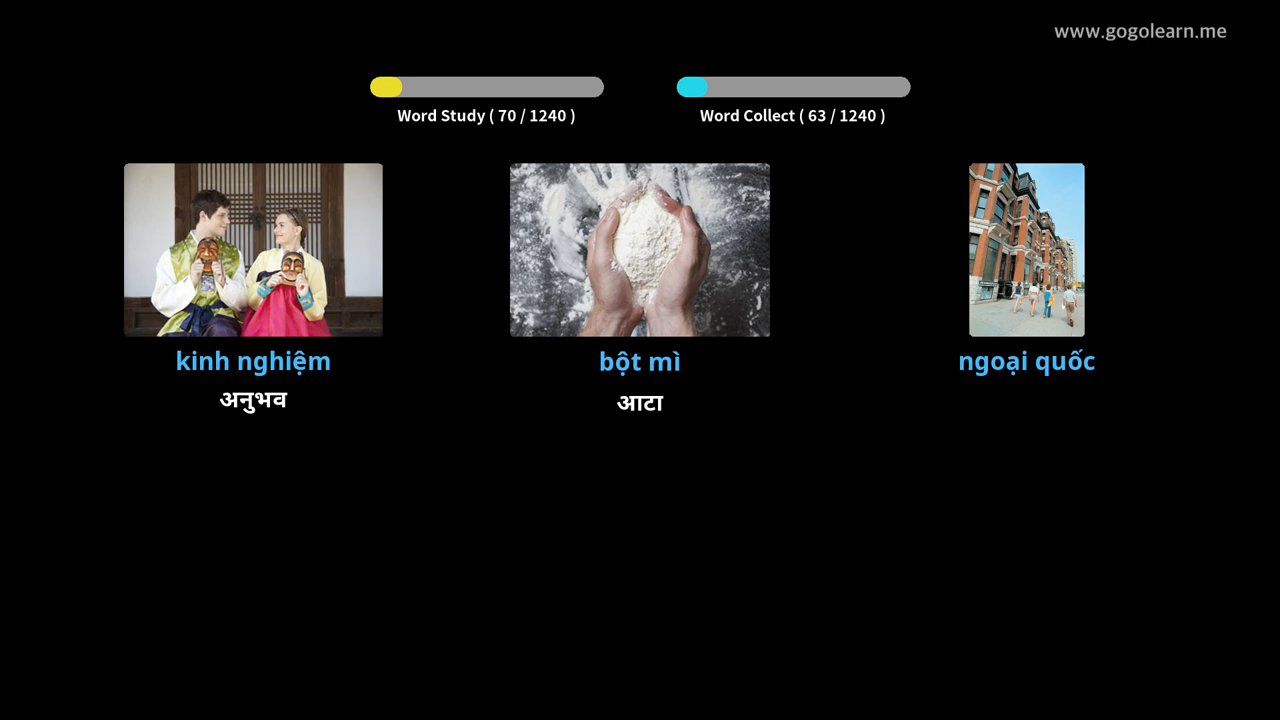 www.gogolearn.me
Word Study ( 70 / 1240 )
Word Collect ( 63 / 1240 )
kinh nghiệm
अनुभव
bột mì
आटा
ngoại quốc